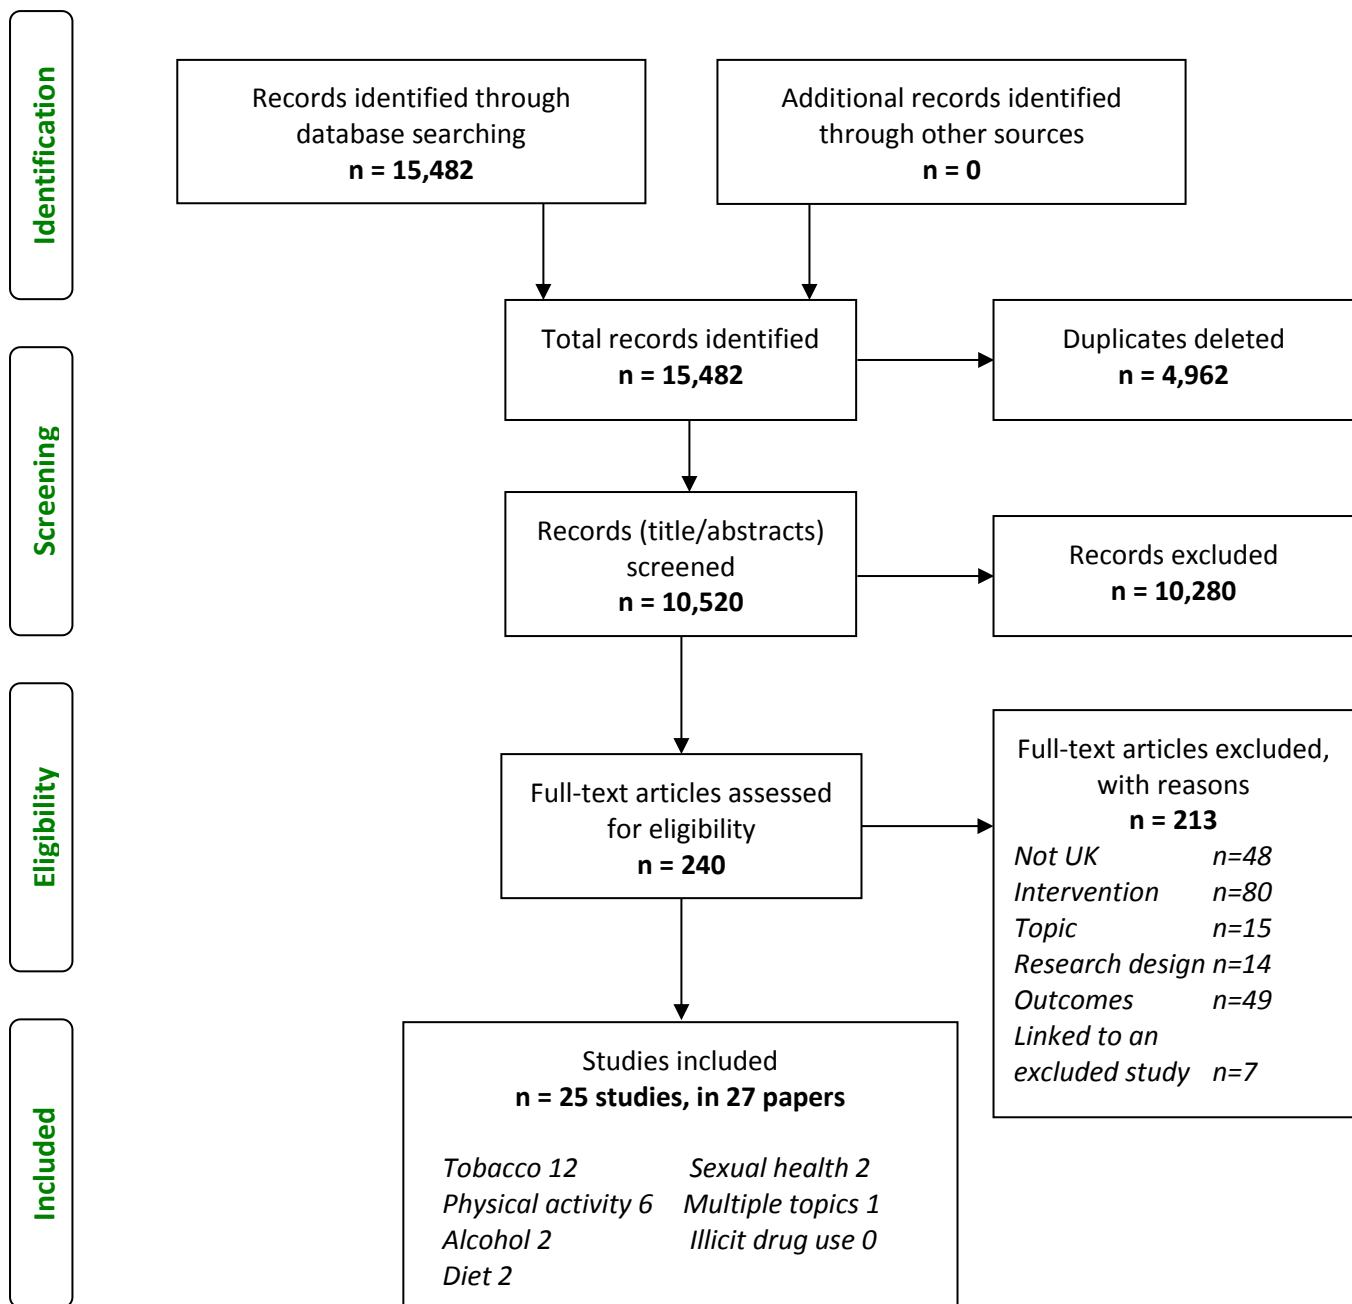 Identification
Records identified through
database searching
n = 15,482
Additional records identified
through other sources
n = 0
Total records identified
n = 15,482
Duplicates deleted
n = 4,962
Screening
Records (title/abstracts)
screened
n = 10,520
Records excluded
n = 10,280
Eligibility
Full-text articles assessed
for eligibility
n = 240
Full-text articles excluded,
with reasons
n = 213
Not UK n=48
Intervention n=80
Topic n=15
Research design n=14
Outcomes n=49
Linked to an
excluded study n=7
Included
Studies included
n = 25 studies, in 27 papers
Tobacco 12 Sexual health 2
Physical activity 6 Multiple topics 1
Alcohol 2 Illicit drug use 0
Diet 2